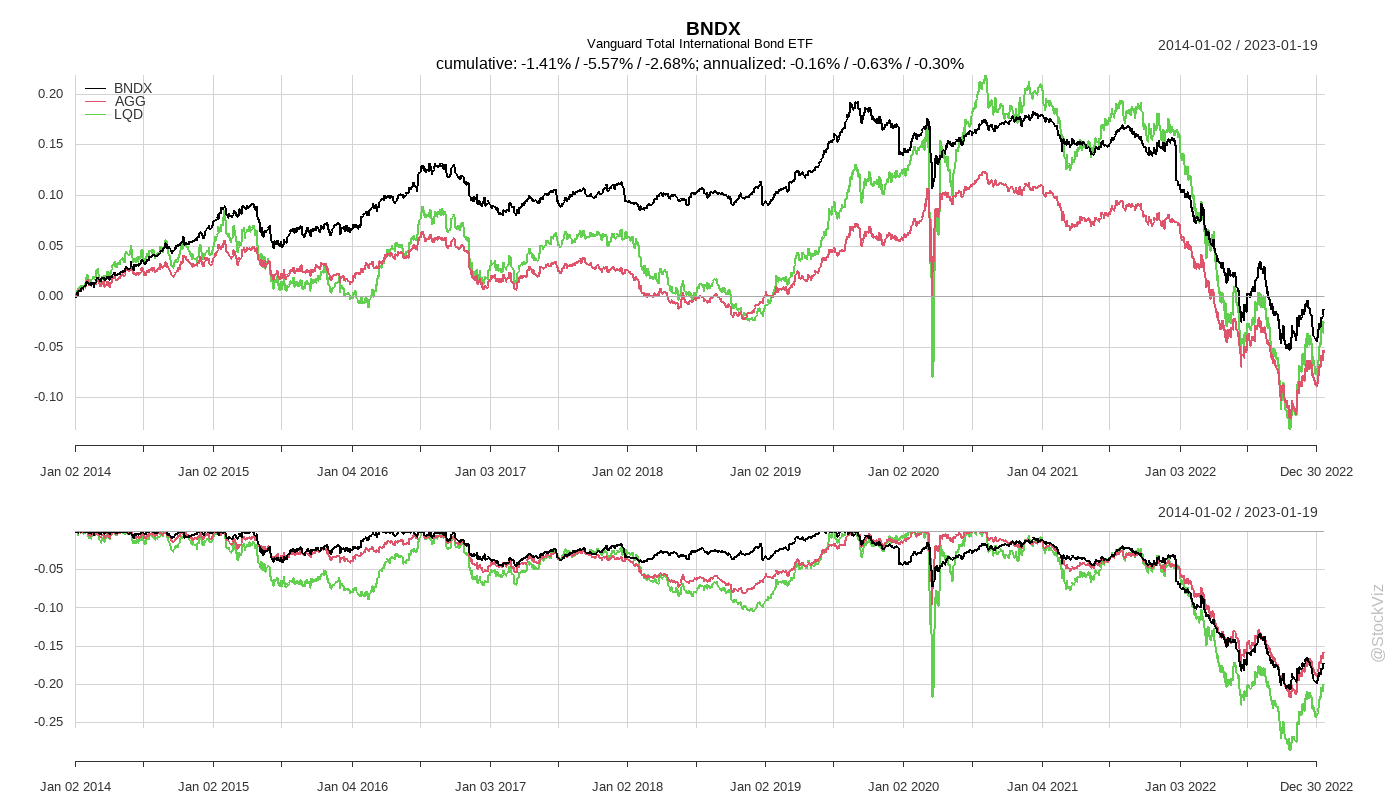 BNDX
Vanguard Total International Bond ETF
2014-01-02 / 2023-01-19
cumulative: -1.41% / -5.57% / -2.68%; annualized: -0.16% / -0.63% / -0.30%
BNDX
AGG
LQD
0.20
0.15
0.10
0.05
0.00
-0.05
-0.10
Jan 02 2014 Jan 02 2015 Jan 04 2016 Jan 03 2017 Jan 02 2018 Jan 02 2019 Jan 02 2020 Jan 04 2021 Jan 03 2022 Dec 30 2022
2014-01-02 / 2023-01-19
-0.05
-0.10
-0.15
-0.20
-0.25
Jan 02 2014 Jan 02 2015 Jan 04 2016 Jan 03 2017 Jan 02 2018 Jan 02 2019 Jan 02 2020 Jan 04 2021 Jan 03 2022 Dec 30 2022
@StockViz